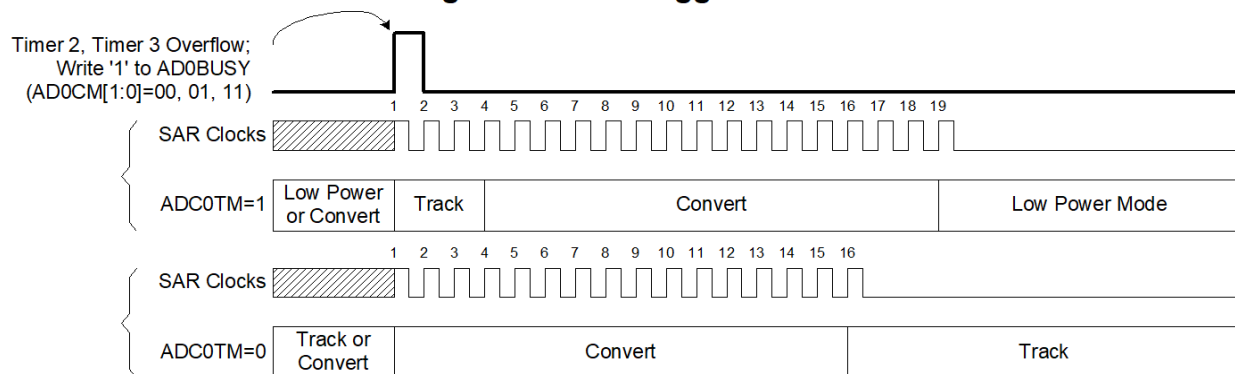 Timer 2, Timer 3 Overflow;
Write '1' to AD0BUSY
(AD0CM[1:0]=00, 01, 11)
1 2 3 4 5 6 7 8 9 10 11 12 13 14 15 16 17 18 19
SAR Clocks
ADC0TM=1
Low Power
or Convert
Track
Convert
Low Power Mode
1 2 3 4 5 6 7 8 9 10 11 12 13 14 15 16
SAR Clocks
ADC0TM=0
Track or
Convert
Convert
Track